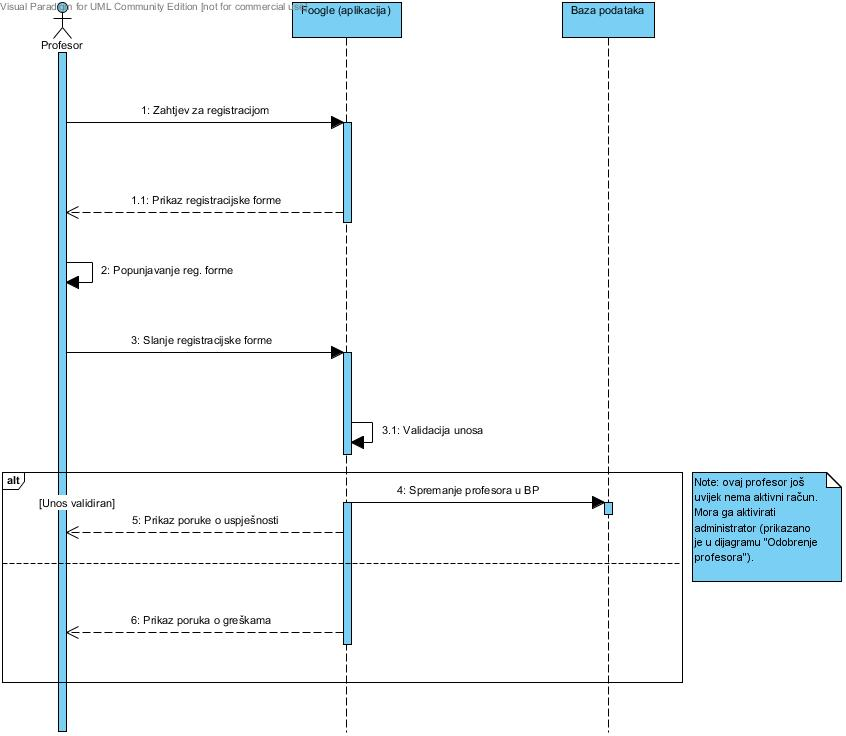 Visual Parad for UML Community Edition [not for commercial use]
Foogle (aplikacija)
Baza podataka
Profesor
1: Zahtjev za registracijom
1.1: Prikaz registracijske forme
2: Popunjavanje reg. forme
3: Slanje registracijske forme
3.1: Validacija unosa
alt
4: Spremanje profesora u BP
[Unos validiran]
5: Prikaz poruke o uspješnosti
6: Prikaz poruka o greškama
Note: ovaj profesor još
uvijek nema aktivni račun.
Mora ga aktivirati
administrator (prikazano
je u dijagramu "Odobrenje
profesora").